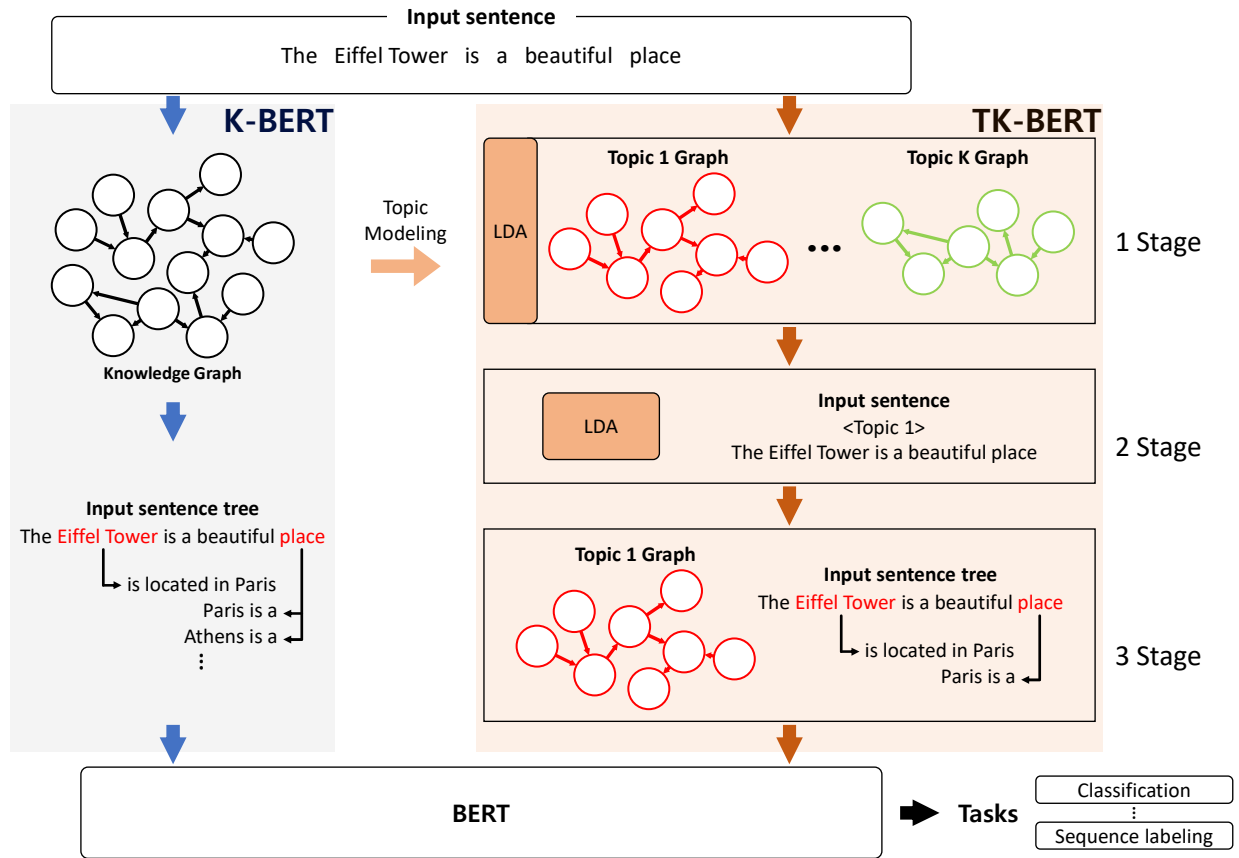 Input sentence
The Eiffel Tower is a beautiful place
K-BERT
Knowledge Graph
Input sentence tree
The Eiffel Tower is a beautiful place
is located in Paris
Paris is a
Athens is a
⋮
Topic
Modeling
TK-BERT
LDA
Topic 1 Graph
...
Topic K Graph
1 Stage
LDA
Input sentence
<Topic 1>
The Eiffel Tower is a beautiful place
2 Stage
Topic 1 Graph
Input sentence tree
The Eiffel Tower is a beautiful place
is located in Paris
Paris is a
3 Stage
BERT
Tasks
Classification
⋮
Sequence labeling